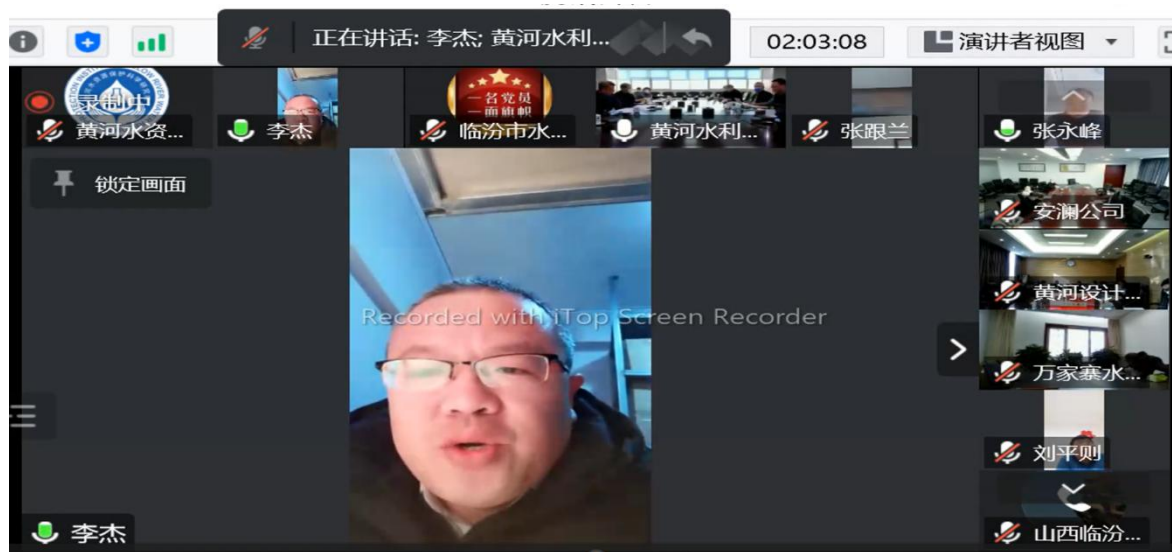 正在讲话: 李杰; 黄河水利...
02:03:08
演讲者视图
录制中
黄河水资...
李杰
一名党员
一面旗帜
临汾市水...
黄河水利...
张跟兰
张永峰
锁定画面
安澜公司
黄河设计...
Recorded with iTop Screen Recorder
万家寨水...
刘平则
李杰
山西临汾...